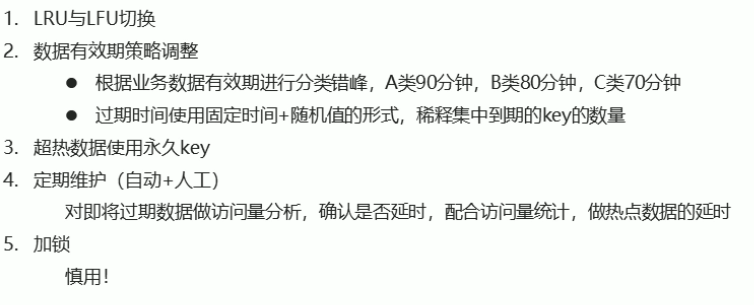 1. LRU与LFU切换
2. 数据有效期策略调整
● 根据业务数据有效期进行分类错峰，A类90分钟，B类80分钟，C类70分钟
● 过期时间使用固定时间+随机值的形式，稀释集中到期的key的数量
3. 超热数据使用永久key
4. 定期维护（自动+人工）
对即将过期数据做访问量分析，确认是否延时，配合访问量统计，做热点数据的延时
5. 加锁
慎用！